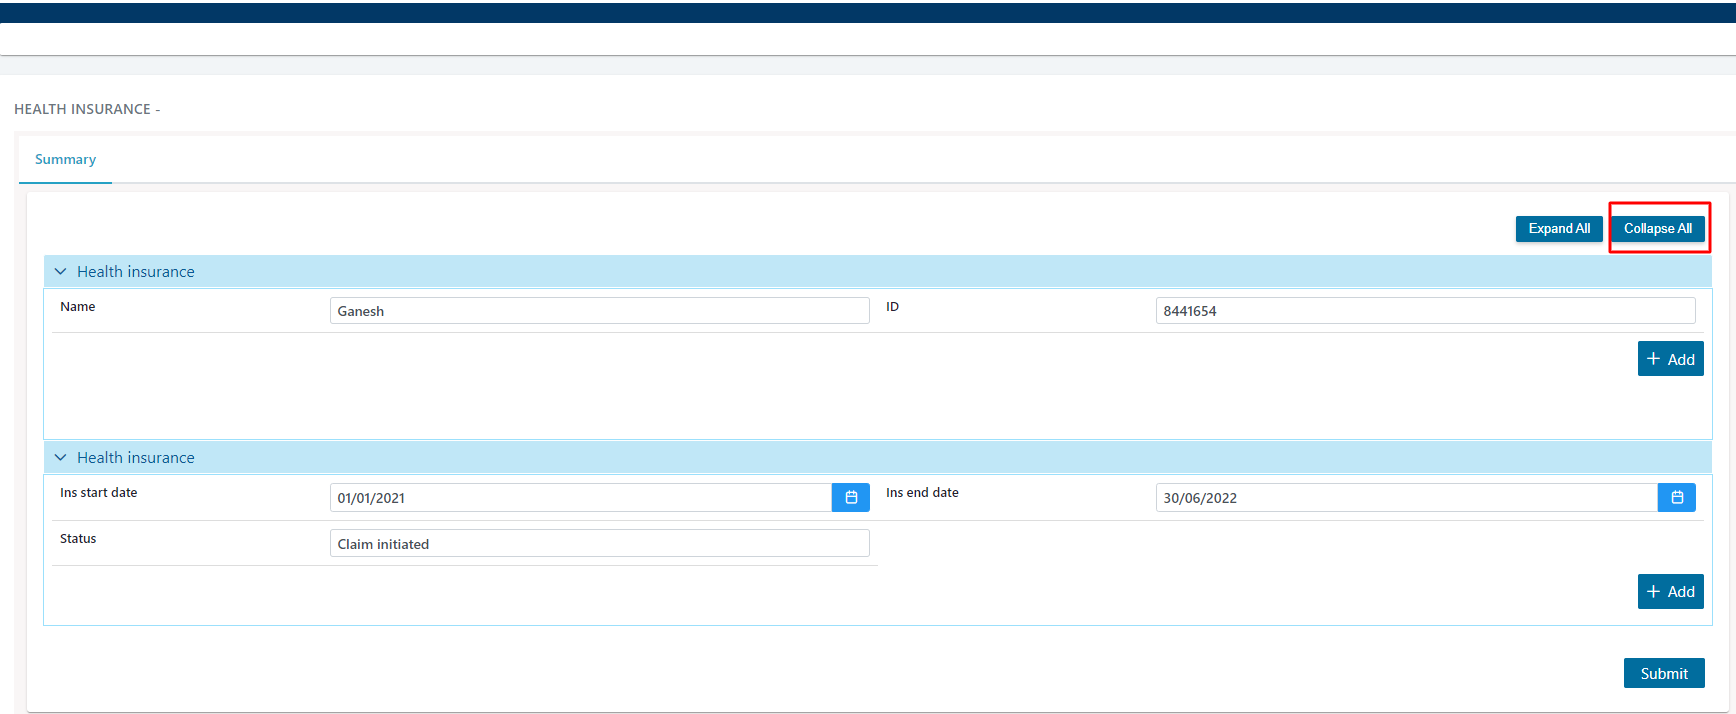 HEALTH INSURANCE -
Summary
Expand All Collapse All
Health insurance
Name Ganesh ID 8441654
+ Add
Health insurance
Ins start date 01/01/2021 Ins end date 30/06/2022
Status Claim initiated
+ Add
Submit